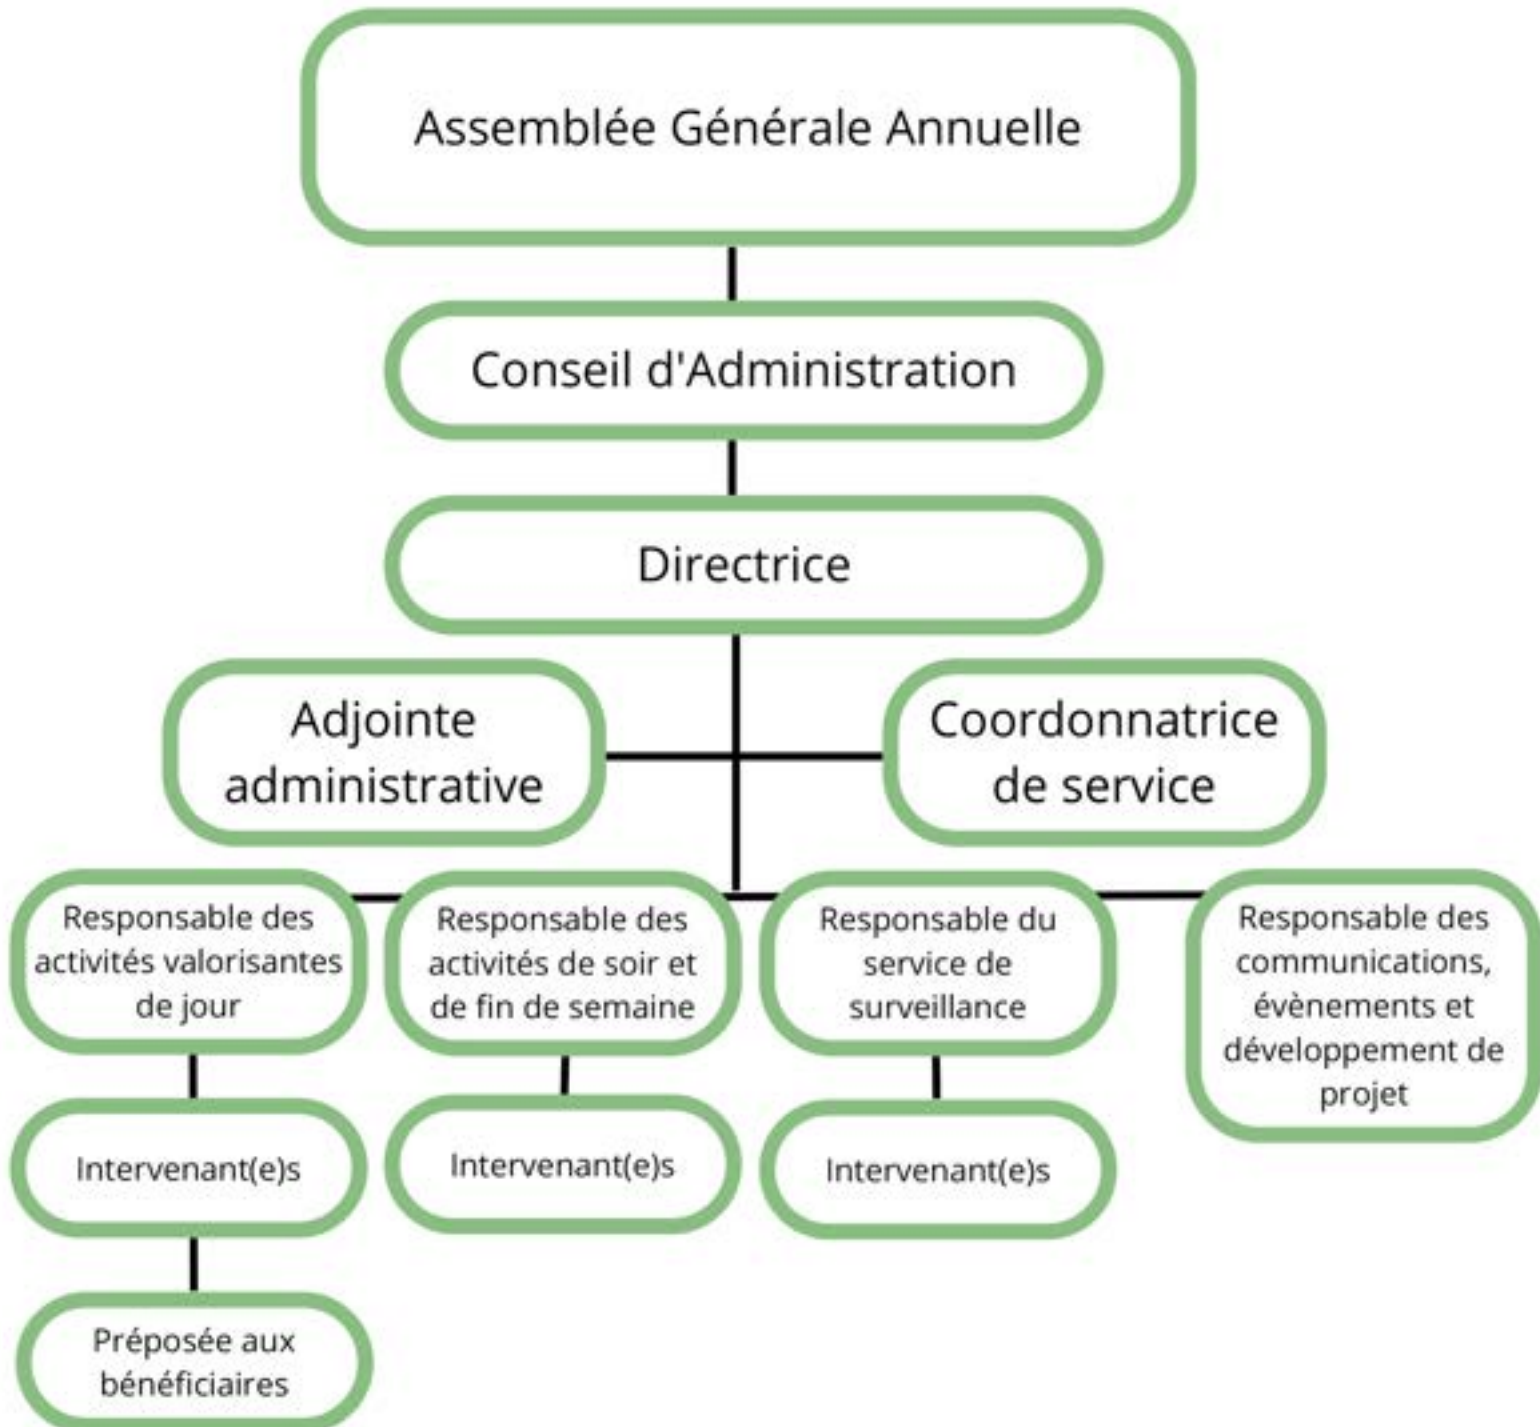 Assemblée Générale Annuelle
Conseil d'Administration
Directrice
Adjointe
administrative
Coordonnatrice
de service
Responsable des
activités valorisantes
de jour
Responsable des
activités de soir et
de fin de semaine
Responsable du
service de
surveillance
Responsable des
communications,
évènements et
développement de
projet
Intervenant(e)s
Intervenant(e)s
Intervenant(e)s
Préposée aux
bénéficiaires